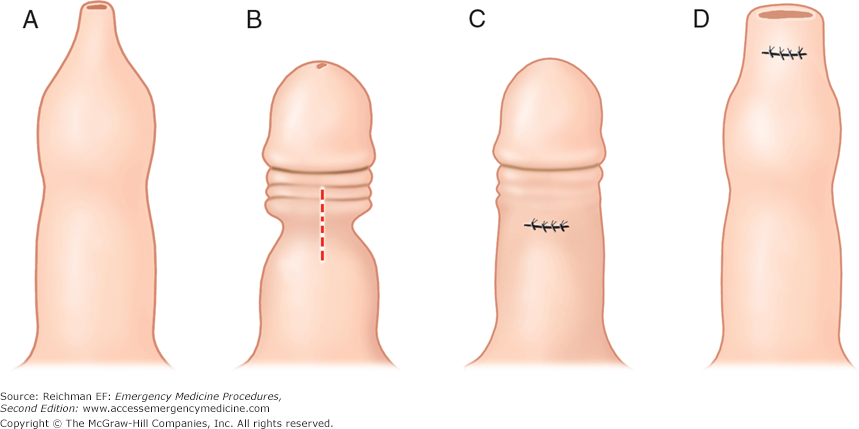 A B C D
Source: Reichman EF: Emergency Medicine Procedures,
Second Edition: www.accessemergencymedicine.com
Copyright © The McGraw-Hill Companies, Inc. All rights reserved.